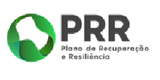 PRR
Plano de Recuperação
e Resiliência